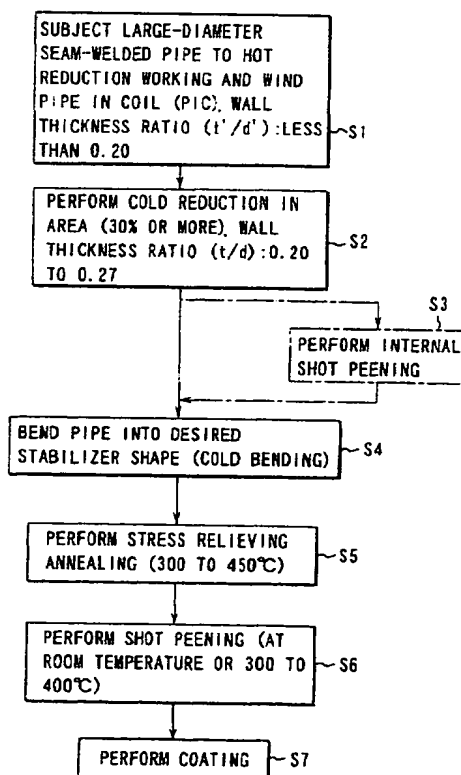 SUBJECT LARGE-DIAMETER
SEAM-WELDED PIPE TO HOT
REDUCTION WORKING AND WIND
PIPE IN COIL (PIC). WALL
THICKNESS RATIO (t'/d'):LESS
THAN 0.20
S1
PERFORM COLD REDUCTION IN
AREA (30% OR MORE). WALL
THICKNESS RATIO (t/d):0.20
TO 0.27
S2
S3
PERFORM INTERNAL
SHOT PEENING
BEND PIPE INTO DESIRED
STABILIZER SHAPE (COLD BENDING)
S4
PERFORM STRESS RELIEVING
ANNEALING (300 TO 450℃)
S5
PERFORM SHOT PEENING (AT
ROOM TEMPERATURE OR 300 TO
400℃)
S6
PERFORM COATING
S7